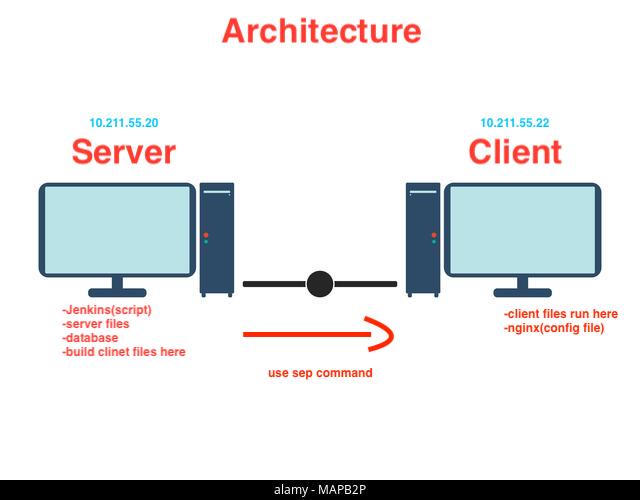 Architecture
10.211.55.20
10.211.55.22
Server
Client
-Jenkins(script)
-server files
-database
-build clinet files here
-client files run here
-nginx(config file)
use sep command
alamy - MAPB2P